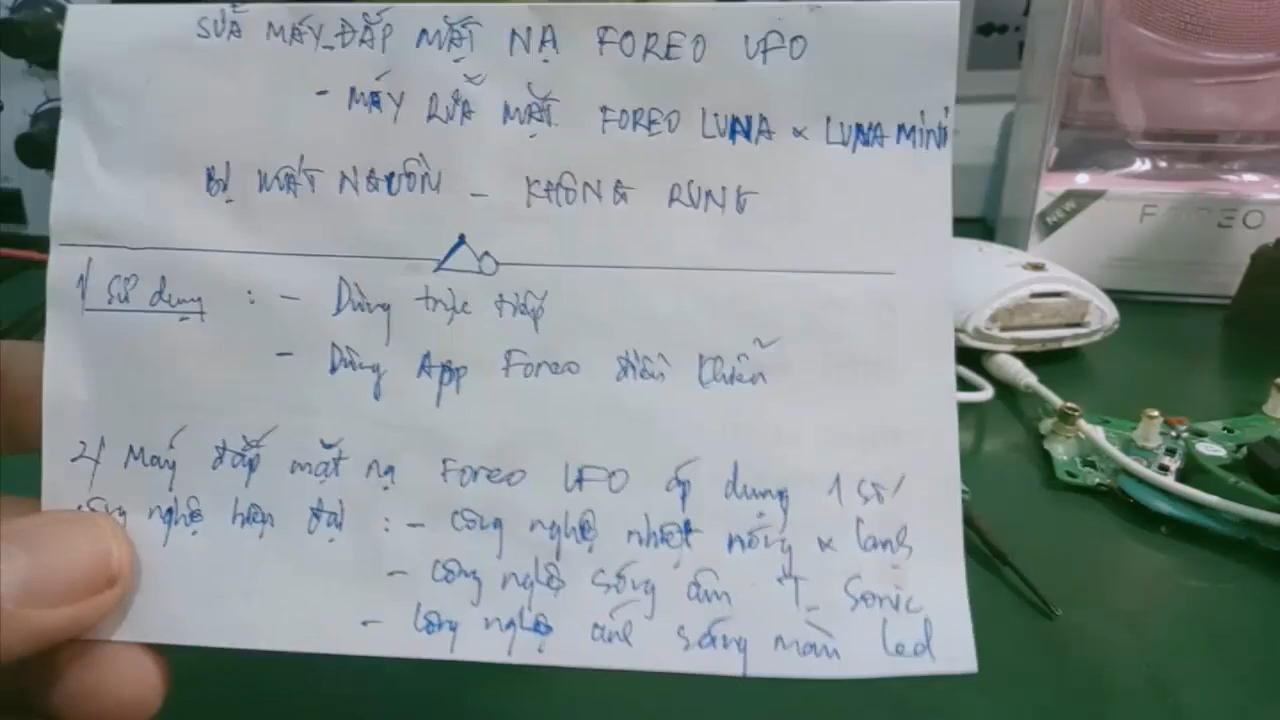 SỬA MÁY ĐẮP MẶT NẠ FOREO UFO
- MÁY RỬA MẶT FOREO LUNA & LUNA MINI
BỊ MẤT NGUỒN - KHÔNG RUNG
1/ Sử dụng : - Dùng trực tiếp
- Dùng App Foreo điều khiển
2/ Máy đắp mặt nạ Foreo UFO áp dụng 1 số
công nghệ hiện đại : - công nghệ nhiệt nóng & lạnh
- công nghệ sóng âm T_Sonic
- công nghệ ánh sáng màu Led
NEW
FOREO